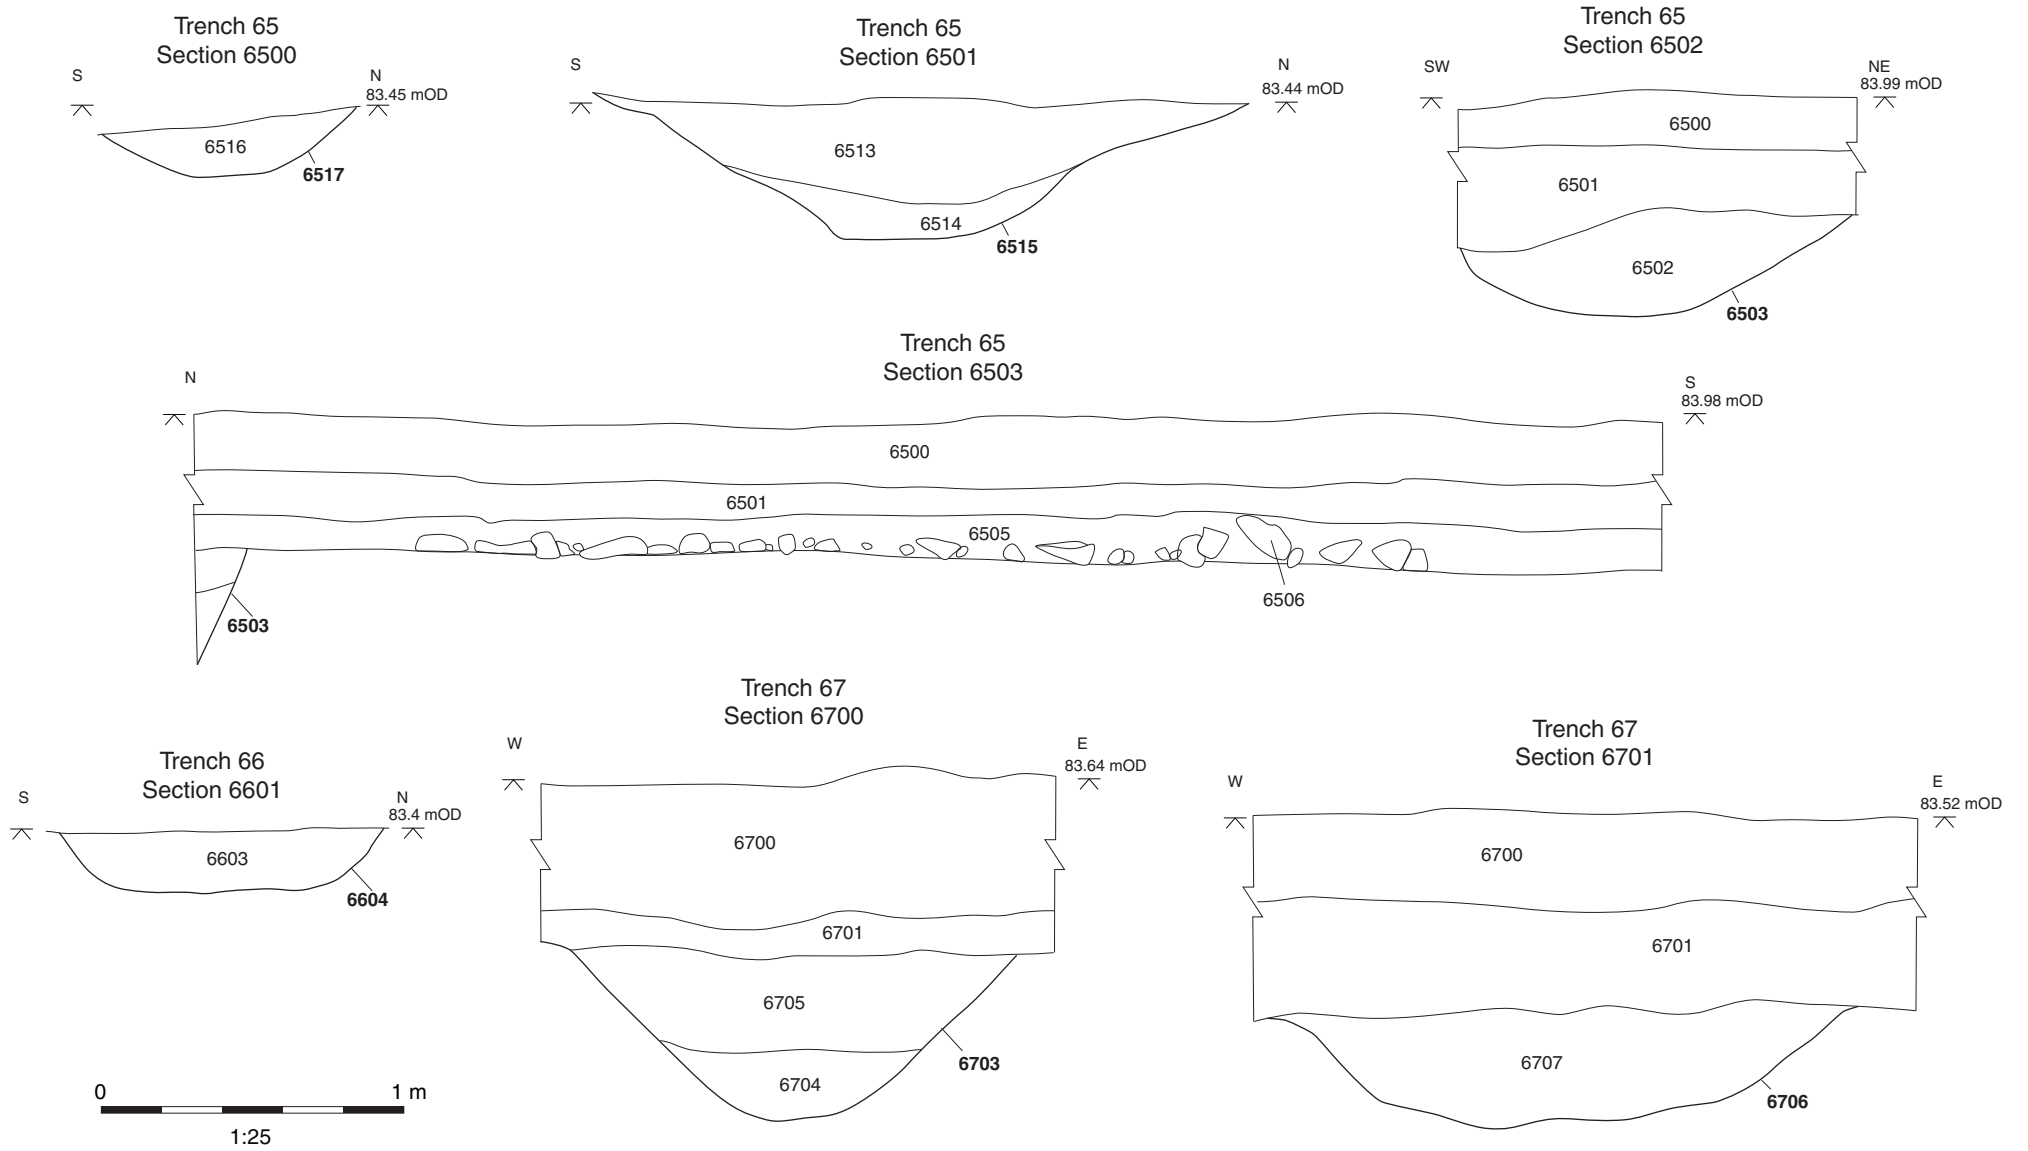 Trench 65
Section 6500
S
N
83.45 mOD
6516
6517
Trench 65
Section 6501
S
N
83.44 mOD
6513
6514
6515
Trench 65
Section 6502
SW
NE
83.99 mOD
6500
6501
6502
6503
Trench 65
Section 6503
N
S
83.98 mOD
6500
6501
6505
6506
6503
Trench 66
Section 6601
S
N
83.4 mOD
6603
6604
Trench 67
Section 6700
W
E
83.64 mOD
6700
6701
6705
6703
6704
Trench 67
Section 6701
W
E
83.52 mOD
6700
6701
6707
6706
0 1 m
1:25